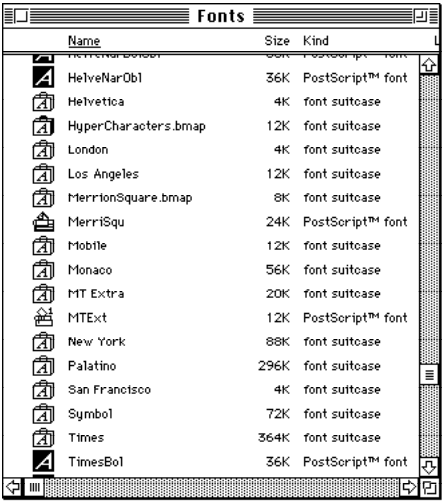 Fonts
Name Size Kind L
PostScript™ font
HelveNarObl 36K PostScript™ font
Helvetica 4K font suitcase
HyperCharacters.bmap 12K font suitcase
London 4K font suitcase
Los Angeles 12K font suitcase
MerrionSquare.bmap 8K font suitcase
MerriSqu 24K PostScript™ font
Mobile 12K font suitcase
Monaco 56K font suitcase
MT Extra 20K font suitcase
MTExt 12K PostScript™ font
New York 88K font suitcase
Palatino 296K font suitcase
San Francisco 4K font suitcase
Symbol 72K font suitcase
Times 364K font suitcase
TimesBol 36K PostScript™ font